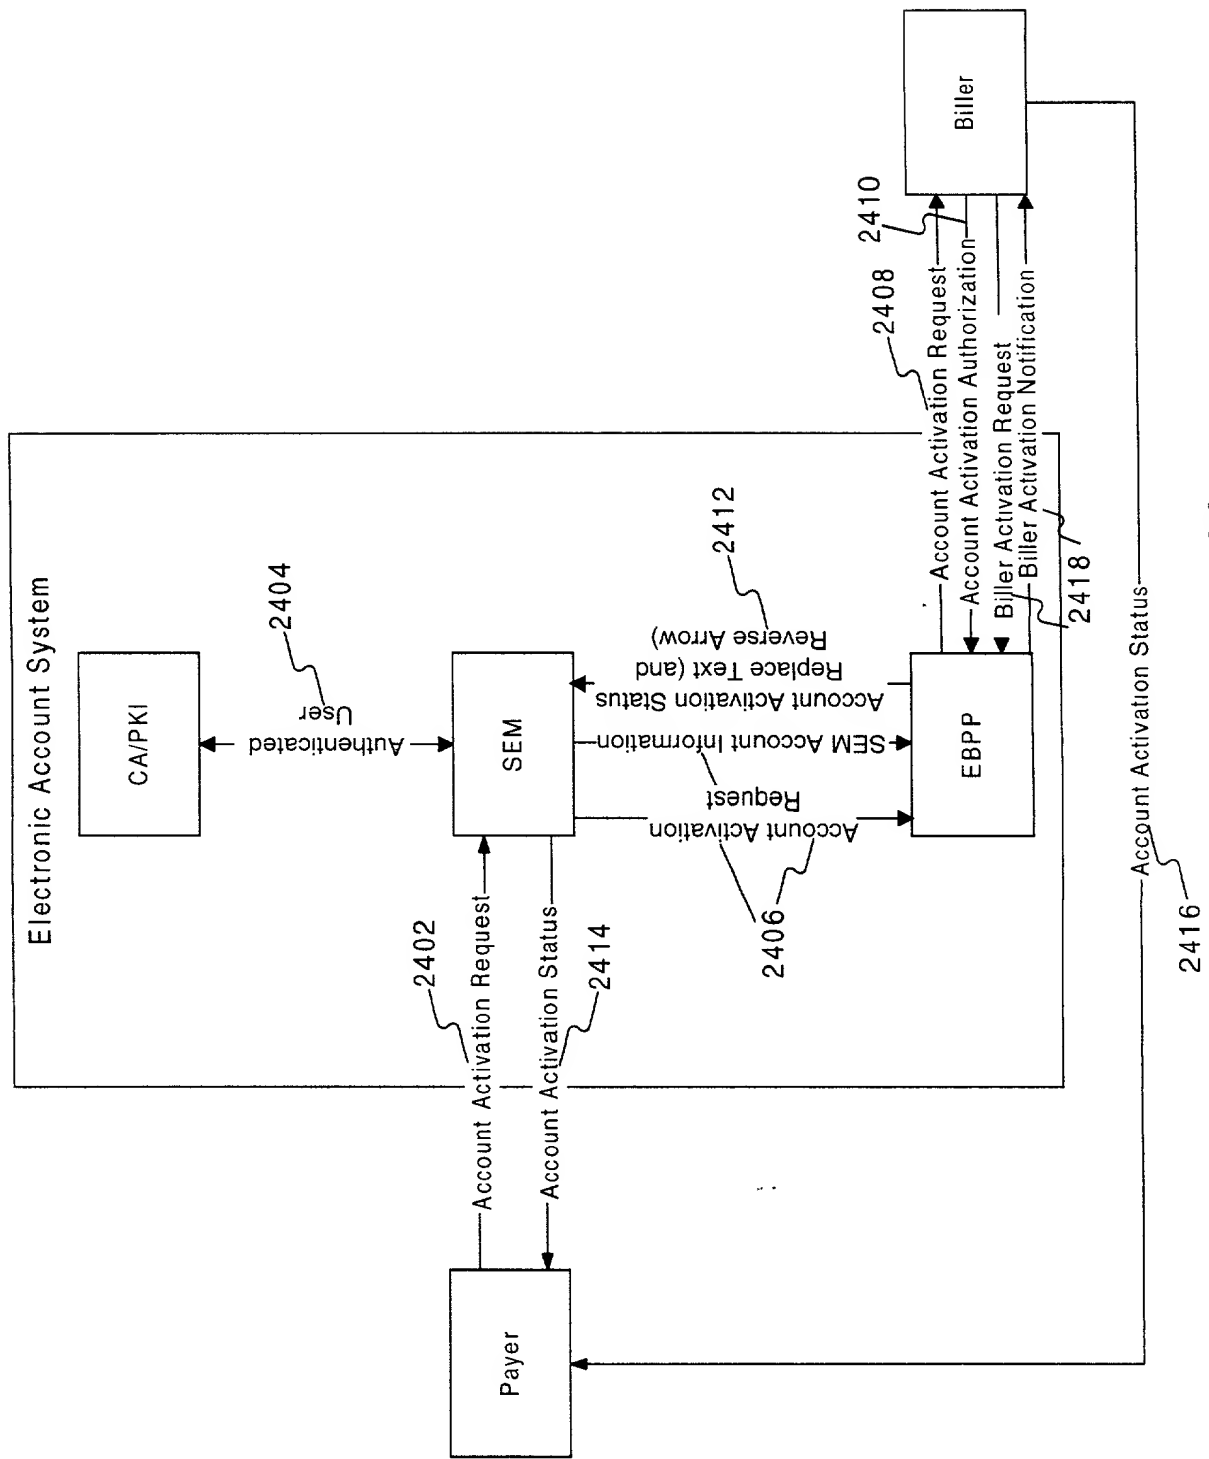 Electronic Account System
CA/PKI
2404
Authenticated
User
Payer
2402
Account Activation Request
Account Activation Status
2414
SEM
2406
Account Activation
Request
SEM Account Information
Account Activation Status
Replace Text (and
Reverse Arrow)
2412
EBPP
2408
2410
Account Activation Request
Account Activation Authorization
Biller Activation Request
Biller Activation Notification
2418
Biller
Account Activation Status
2416